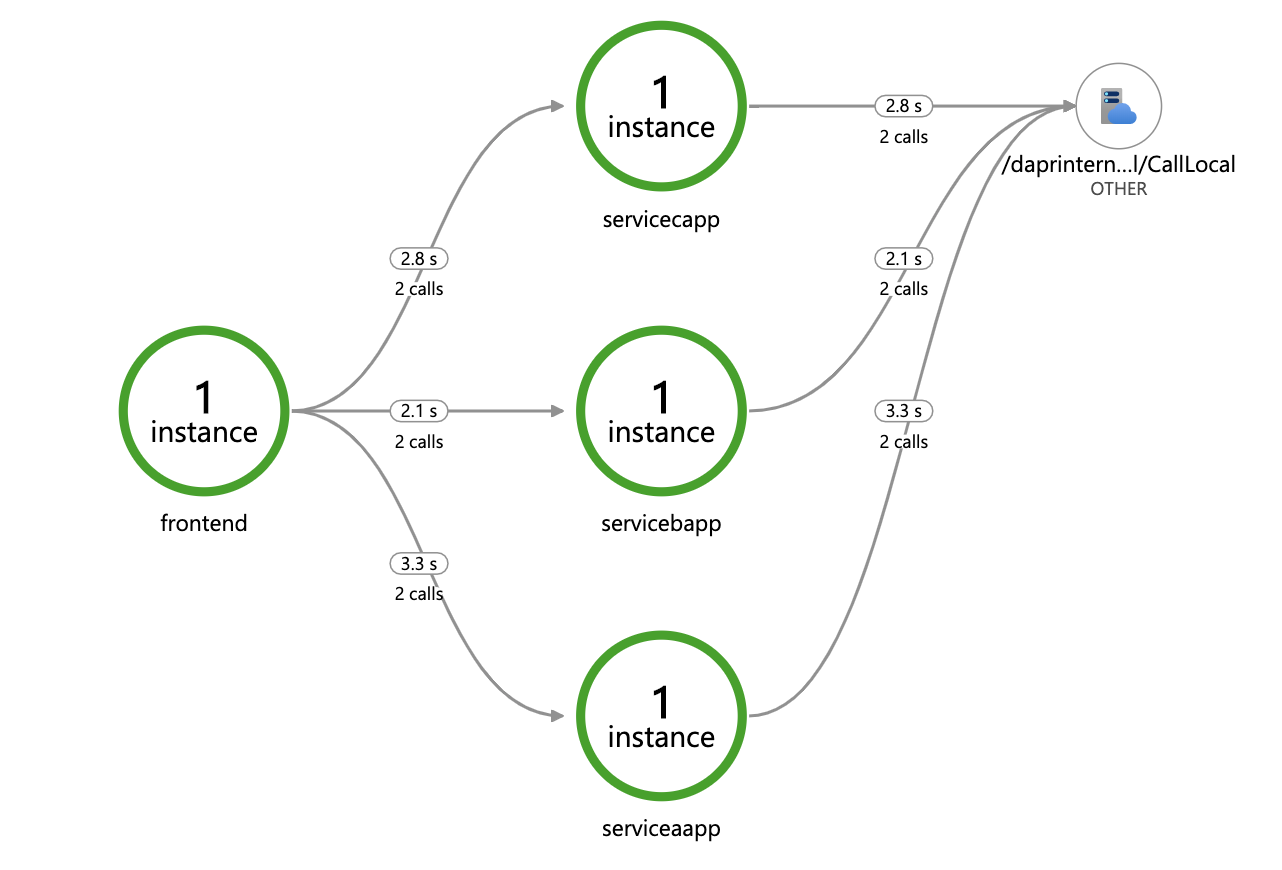 1
instance
servicecapp
2.8 s
2 calls
/daprintern...l/CallLocal
OTHER
2.8 s
2 calls
2.1 s
2 calls
1
instance
frontend
2.1 s
2 calls
1
instance
servicebapp
3.3 s
2 calls
3.3 s
2 calls
1
instance
serviceaapp